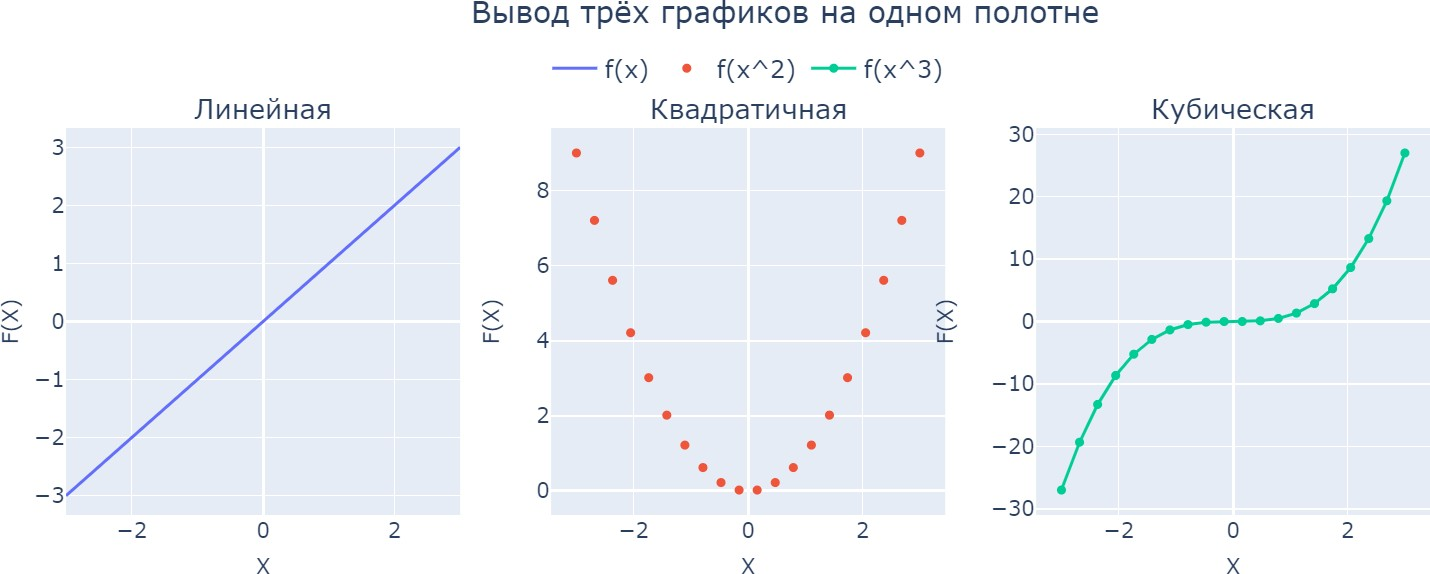 Вывод трёх графиков на одном полотне
f(x) f(x^2) f(x^3)
Линейная
3
2
1
0
−1
−2
−3
F(X)
−2 0 2
X
Квадратичная
8
6
4
2
0
F(X)
−2 0 2
X
Кубическая
30
20
10
0
−10
−20
−30
F(X)
−2 0 2
X